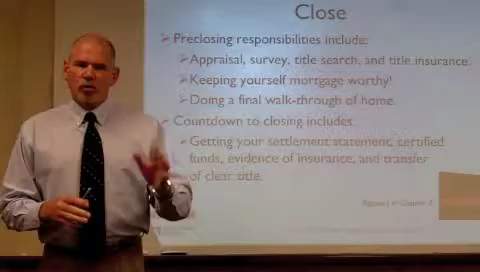 Close
Preclosing responsibilities include:
Appraisal, survey, title search, and title insurance.
Keeping yourself mortgage worthy!
Doing a final walk-through of home.
Countdown to closing includes
Getting your settlement statement, certified
funds, evidence of insurance, and transfer
of clear title.